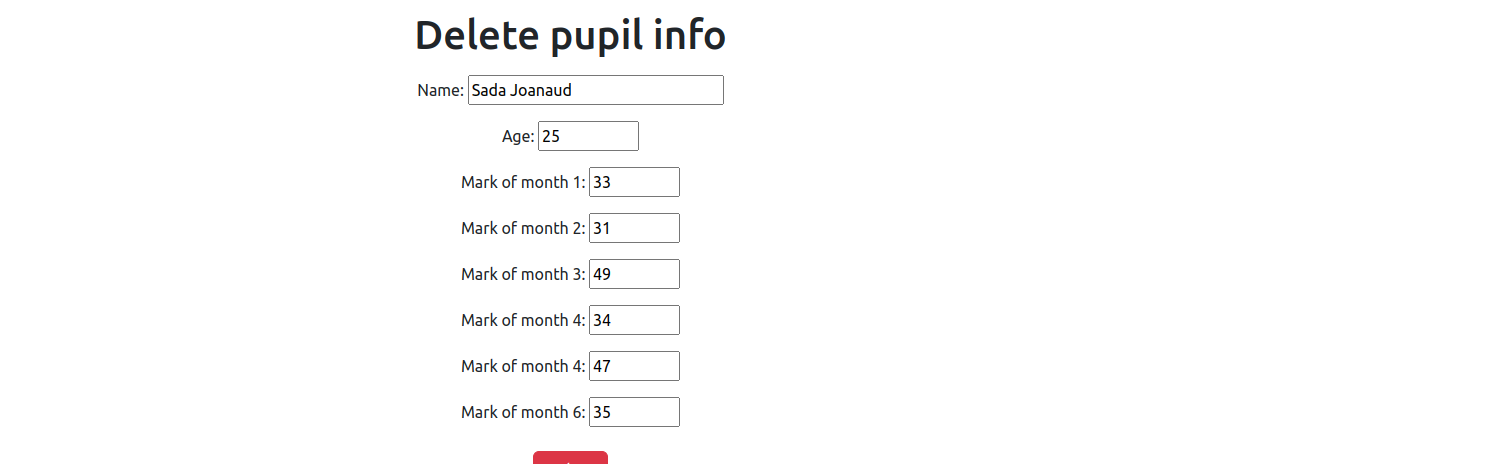 Delete pupil info
Name: Sada Joanaud
Age: 25
Mark of month 1: 33
Mark of month 2: 31
Mark of month 3: 49
Mark of month 4: 34
Mark of month 4: 47
Mark of month 6: 35